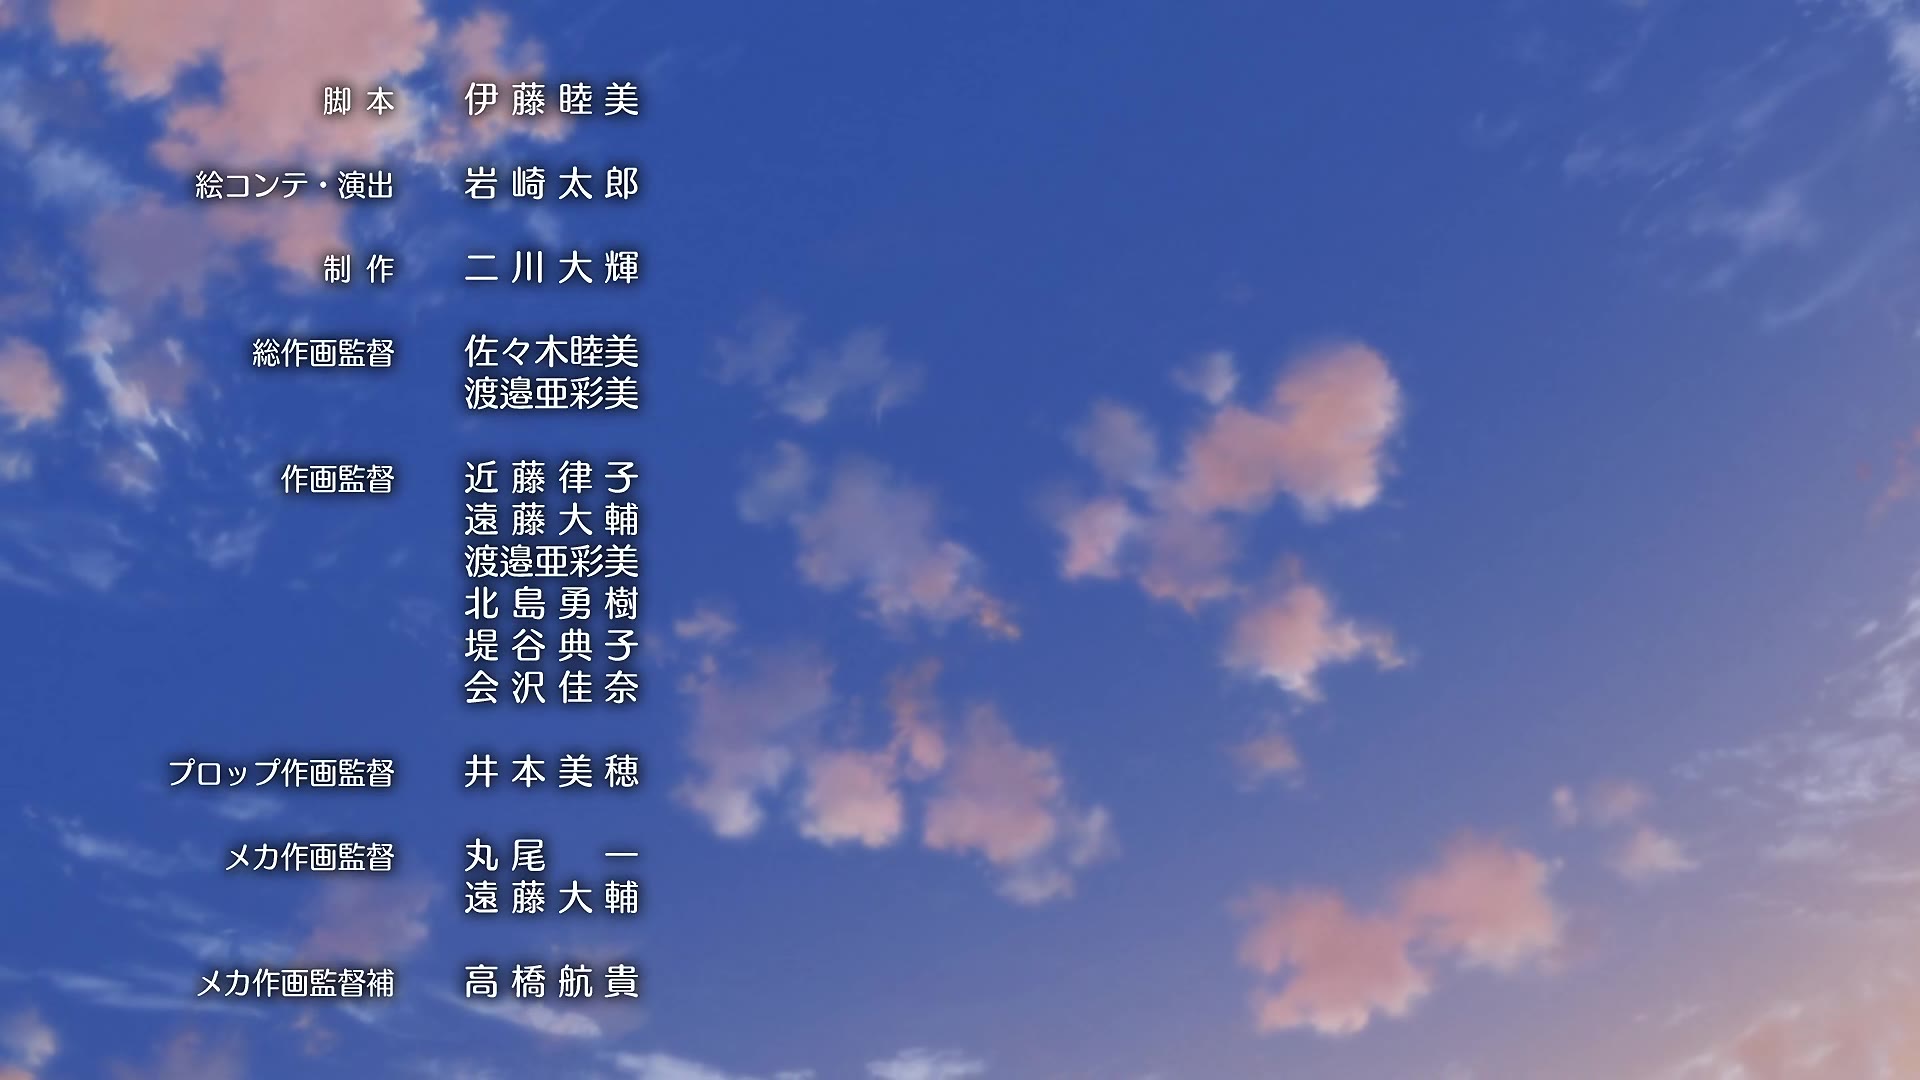 脚本 伊藤睦美
絵コンテ・演出 岩崎太郎
制作 二川大輝
総作画監督 佐々木睦美
渡邉亜彩美
作画監督 近藤律子
遠藤大輔
渡邉亜彩美
北島勇樹
堤谷典子
会沢佳奈
プロップ作画監督 井本美穂
メカ作画監督 丸尾 一
遠藤大輔
メカ作画監督補 高橋航貴